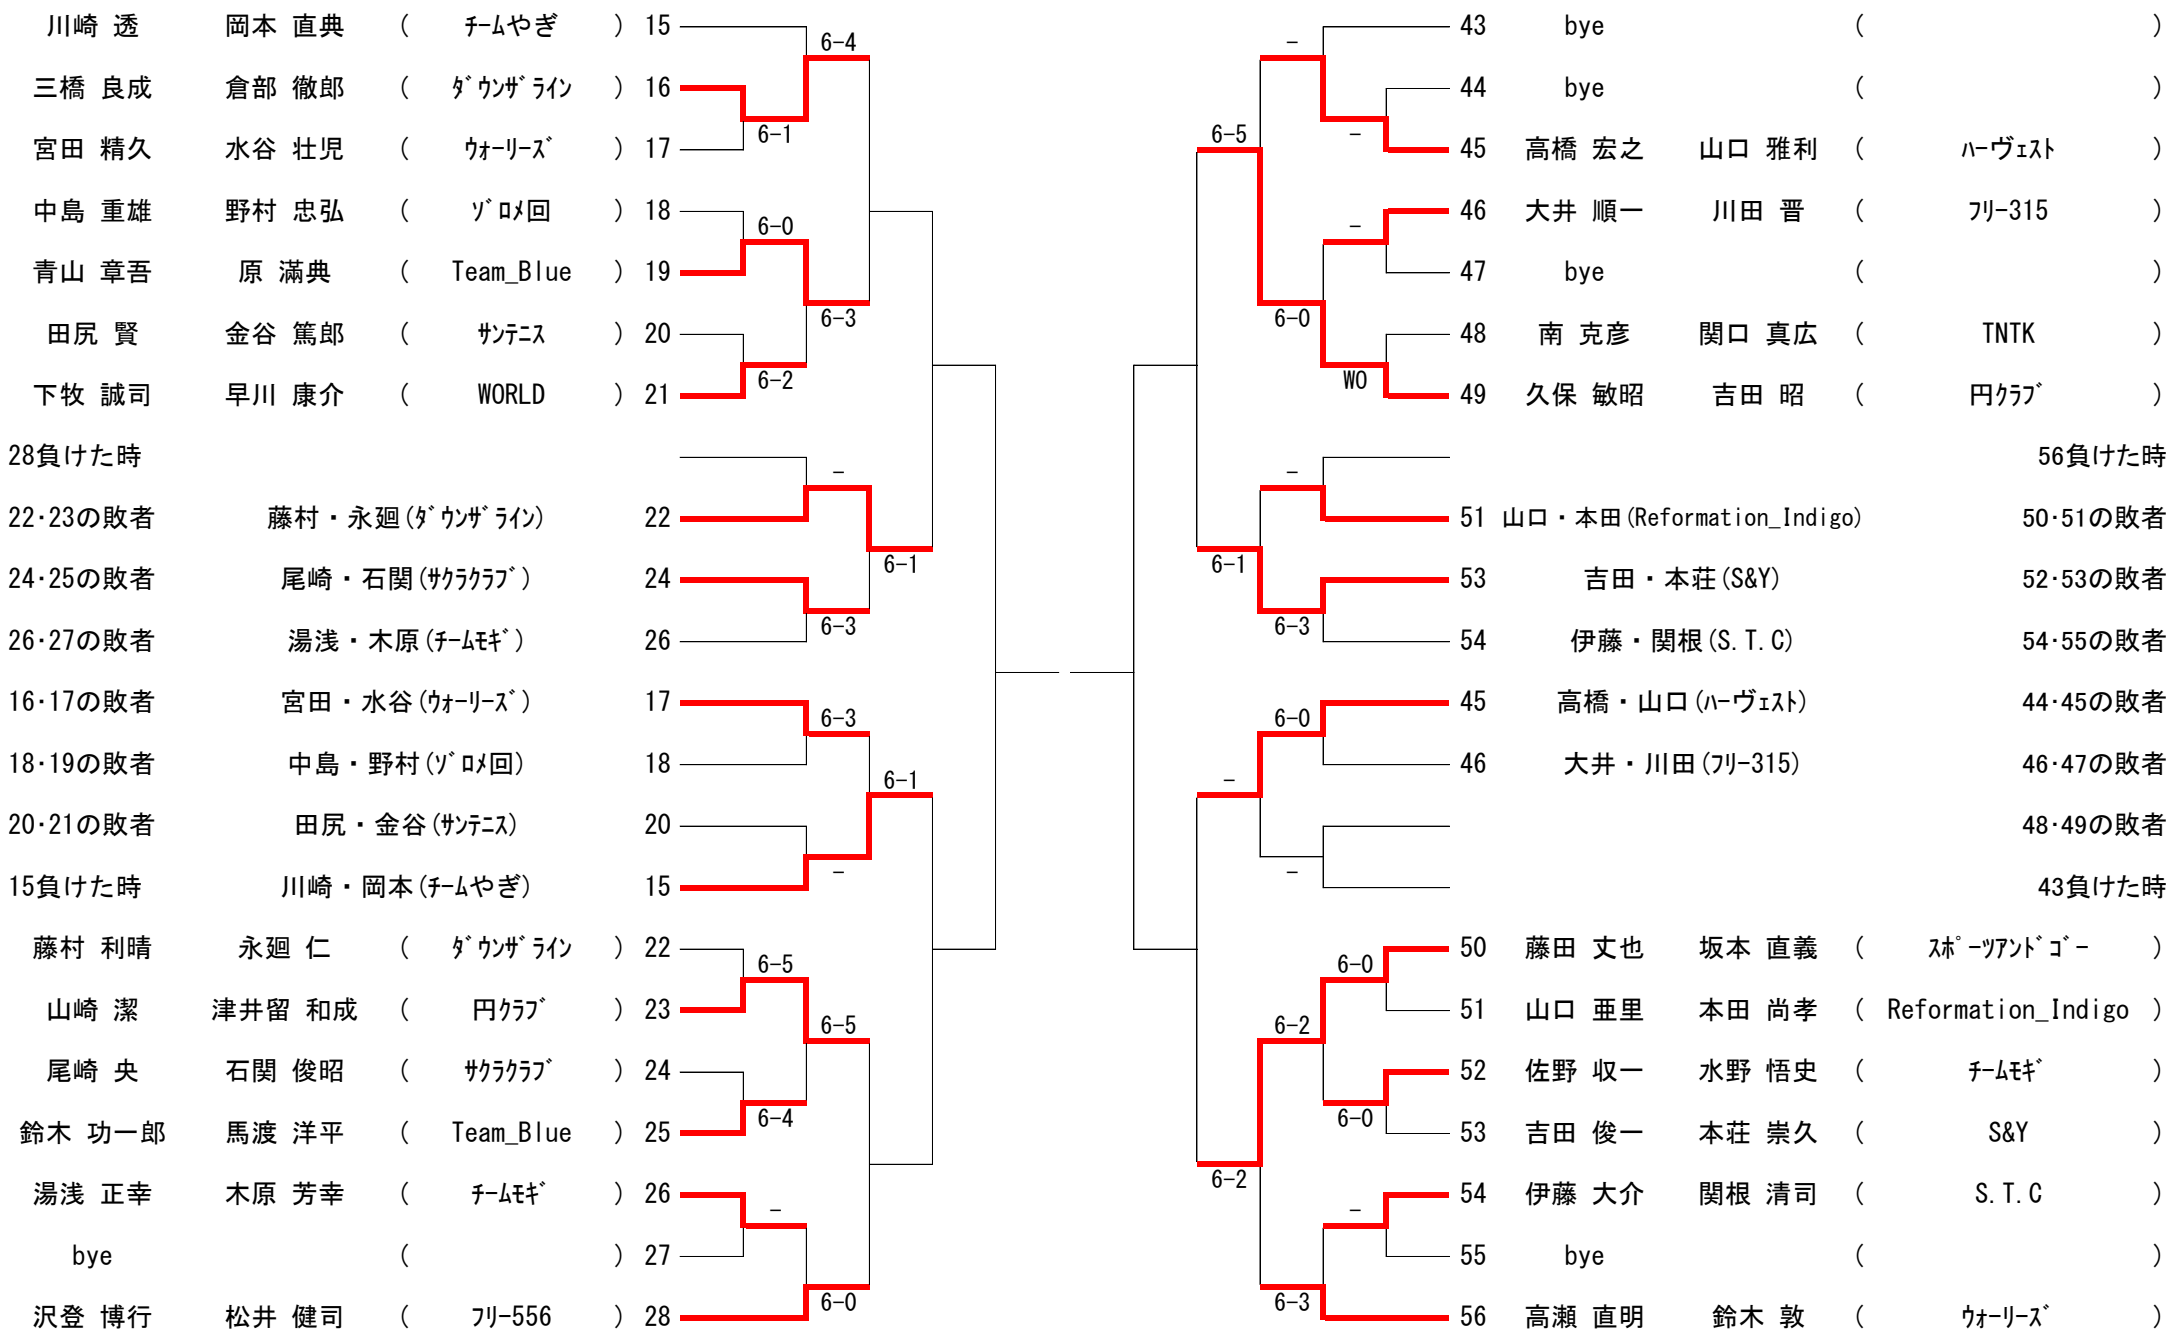 川崎 透 岡本 直典 ( ﾁｰﾑやぎ ) 15
6-4
三橋 良成 倉部 徹郎 ( ﾀﾞｳﾝｻﾞﾗｲﾝ ) 16
6-1
宮田 精久 水谷 壮児 ( ｳｫｰﾘｰｽﾞ ) 17
中島 重雄 野村 忠弘 ( ｿﾞﾛﾒ回 ) 18
6-0
青山 章吾 原 滿典 ( Team_Blue ) 19
6-3
田尻 賢 金谷 篤郎 ( ｻﾝﾃﾆｽ ) 20
6-2
下牧 誠司 早川 康介 ( WORLD ) 21
28負けた時
-
22･23の敗者 藤村・永廻(ﾀﾞｳﾝｻﾞﾗｲﾝ) 22
6-1
24･25の敗者 尾崎・石関(ｻｸﾗｸﾗﾌﾞ) 24
6-3
26･27の敗者 湯浅・木原(ﾁｰﾑﾓｷﾞ) 26
16･17の敗者 宮田・水谷(ｳｫｰﾘｰｽﾞ) 17
6-3
18･19の敗者 中島・野村(ｿﾞﾛﾒ回) 18
6-1
20･21の敗者 田尻・金谷(ｻﾝﾃﾆｽ) 20
-
15負けた時 川崎・岡本(ﾁｰﾑやぎ) 15
藤村 利晴 永廻 仁 ( ﾀﾞｳﾝｻﾞﾗｲﾝ ) 22
6-5
山崎 潔 津井留 和成 ( 円ｸﾗﾌﾞ ) 23
6-5
尾崎 央 石関 俊昭 ( ｻｸﾗｸﾗﾌﾞ ) 24
6-4
鈴木 功一郎 馬渡 洋平 ( Team_Blue ) 25
湯浅 正幸 木原 芳幸 ( ﾁｰﾑﾓｷﾞ ) 26
-
bye ( ) 27
6-0
沢登 博行 松井 健司 ( ﾌﾘｰ556 ) 28
43 bye ( )
-
44 bye ( )
6-5 -
45 高橋 宏之 山口 雅利 ( ﾊｰヴｪｽﾄ )
46 大井 順一 川田 晋 ( ﾌﾘｰ315 )
-
47 bye ( )
6-0
48 南 克彦 関口 真広 ( TNTK )
WO
49 久保 敏昭 吉田 昭 ( 円ｸﾗﾌﾞ )
56負けた時
-
51 山口・本田(Reformation_Indigo) 50･51の敗者
6-1
53 吉田・本荘(S&Y) 52･53の敗者
6-3
54 伊藤・関根(S.T.C) 54･55の敗者
45 高橋・山口(ﾊｰヴｪｽﾄ) 44･45の敗者
6-0
46 大井・川田(ﾌﾘｰ315) 46･47の敗者
-
48･49の敗者
-
43負けた時
50 藤田 丈也 坂本 直義 ( ｽﾎﾟｰﾂｱﾝﾄﾞｺﾞｰ )
6-0
51 山口 亜里 本田 尚孝 ( Reformation_Indigo )
6-2
52 佐野 収一 水野 悟史 ( ﾁｰﾑﾓｷﾞ )
6-0
53 吉田 俊一 本荘 崇久 ( S&Y )
6-2
54 伊藤 大介 関根 清司 ( S.T.C )
-
55 bye ( )
6-3
56 高瀬 直明 鈴木 敦 ( ｳｫｰﾘｰｽﾞ )